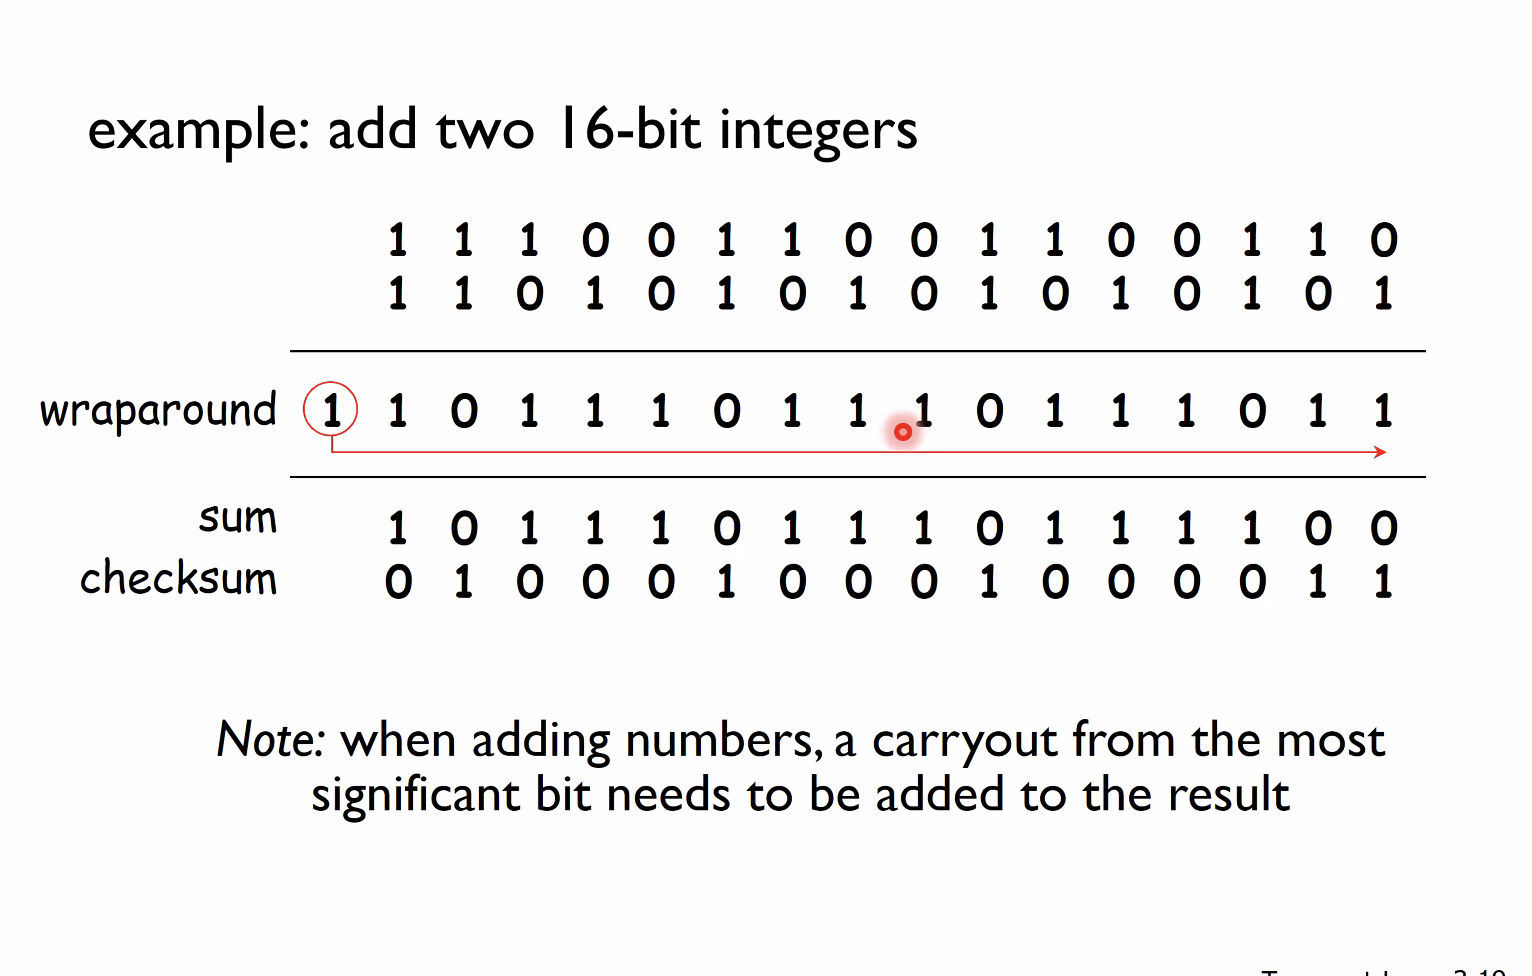 example: add two 16-bit integers
1 1 1 0 0 1 1 0 0 1 1 0 0 1 1 0
1 1 0 1 0 1 0 1 0 1 0 1 0 1 0 1
wraparound 1 1 0 1 1 1 0 1 1 1 0 1 1 1 0 1 1
sum 1 0 1 1 1 0 1 1 1 0 1 1 1 1 0 0
checksum 0 1 0 0 0 1 0 0 0 1 0 0 0 0 1 1
Note: when adding numbers, a carryout from the most
significant bit needs to be added to the result